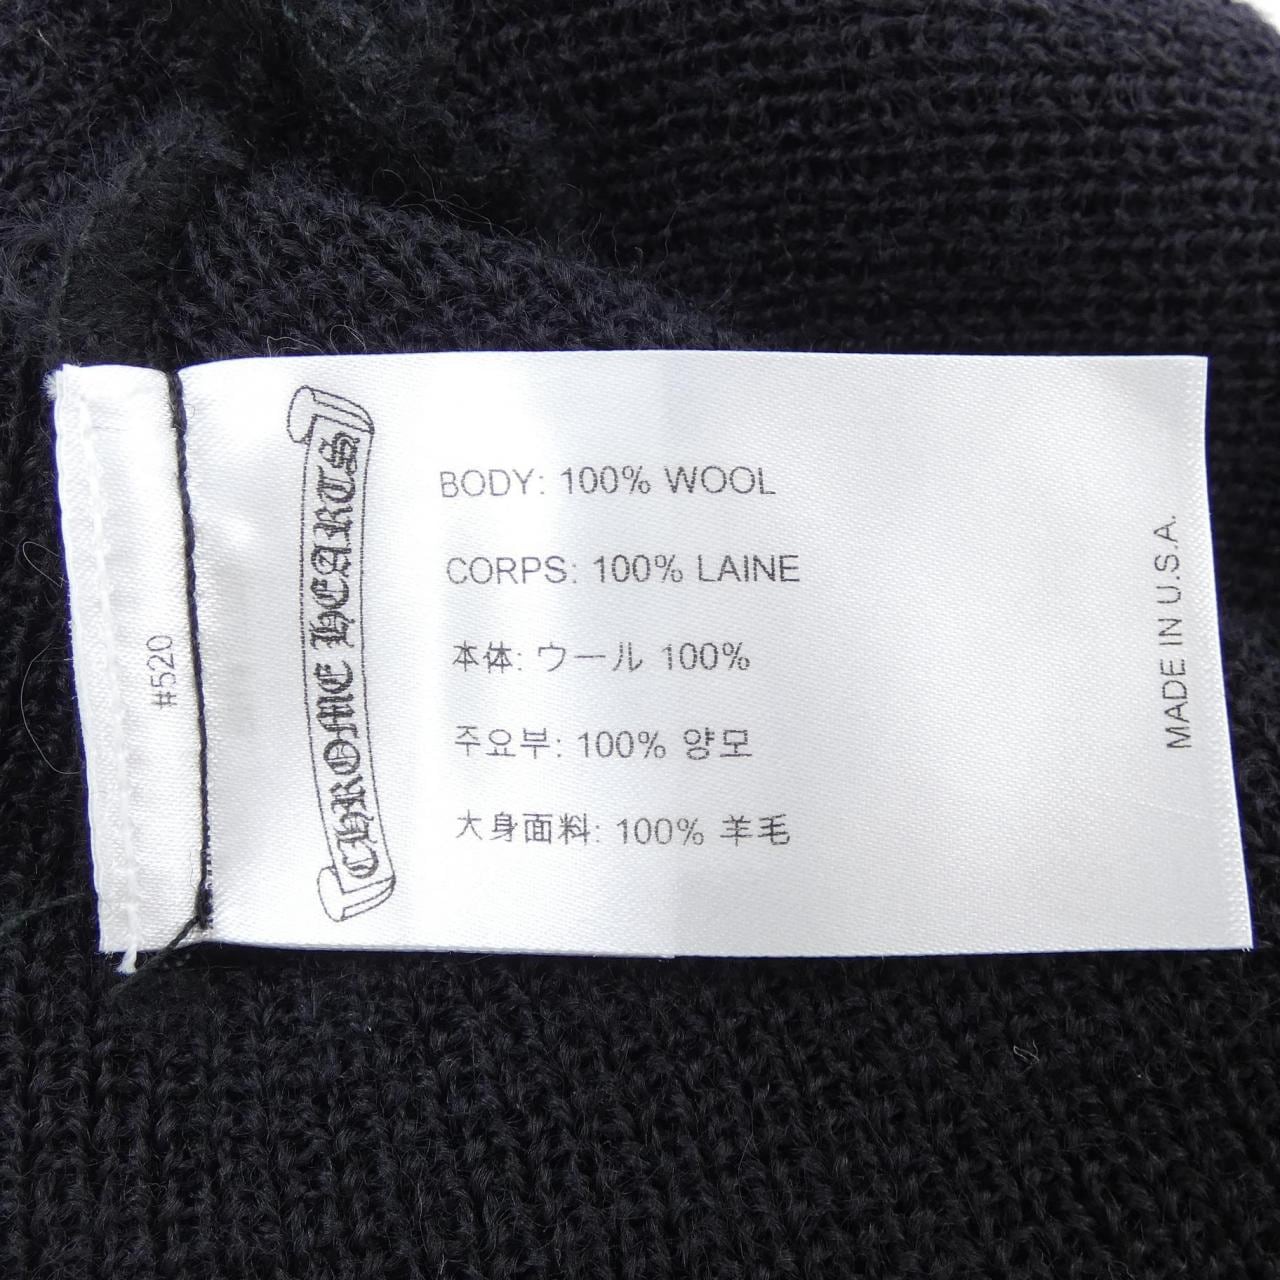 #520
CHROME HEARTS
BODY: 100% WOOL
CORPS: 100% LAINE
本体: ウール 100%
주요부: 100% 양모
大身面料: 100% 羊毛
MADE IN U.S.A.